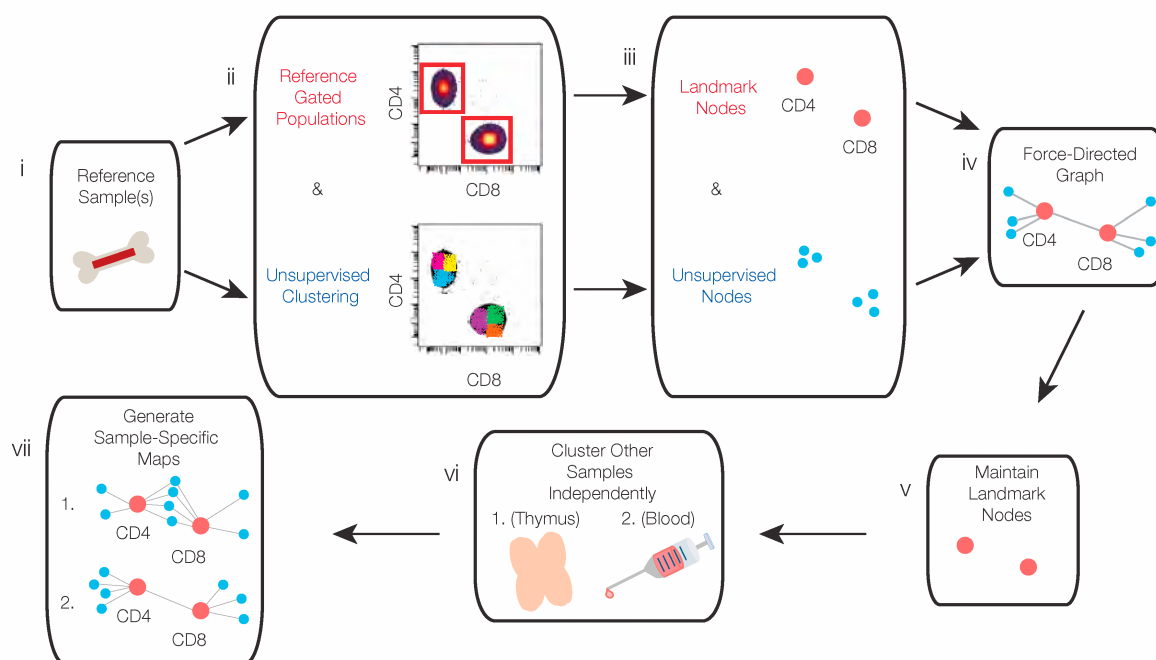 i
Reference
Sample(s)
ii
Reference
Gated
Populations
CD4
CD8
&
Unsupervised
Clustering
CD4
CD8
iii
Landmark
Nodes
CD4
CD8
&
Unsupervised
Nodes
iv
Force-Directed
Graph
CD4
CD8
v
Maintain
Landmark
Nodes
vi
Cluster Other
Samples
Independently
1. (Thymus)
2. (Blood)
vii
Generate
Sample-Specific
Maps
1.
CD4
CD8
2.
CD4
CD8